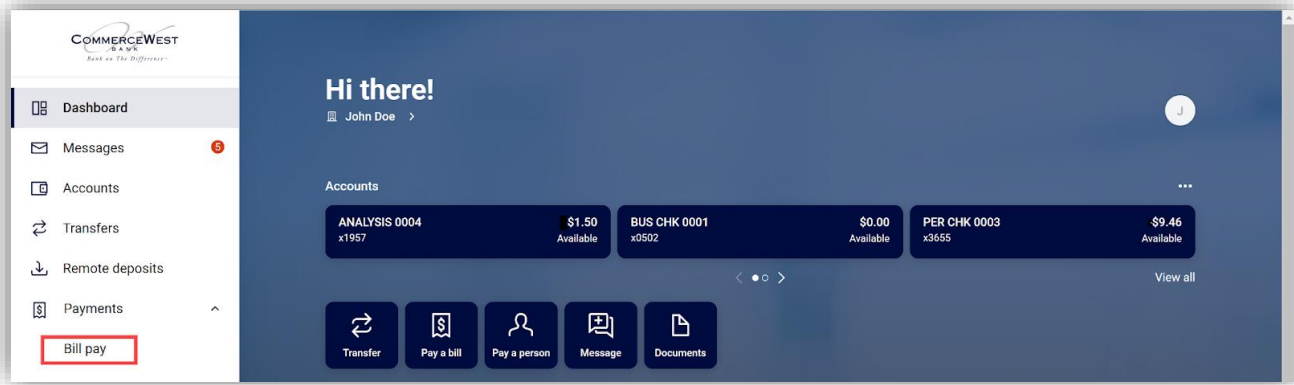 COMMERCEWEST
BANK
Bank on The Difference
Dashboard
Messages 5
Accounts
Transfers
Remote deposits
Payments
Bill pay
Hi there!
John Doe >
J
Accounts
ANALYSIS 0004 $1.50
x1957 Available
BUS CHK 0001 $0.00
x0502 Available
PER CHK 0003 -$9.46
x3655 Available
View all
Transfer
Pay a bill
Pay a person
Message
Documents